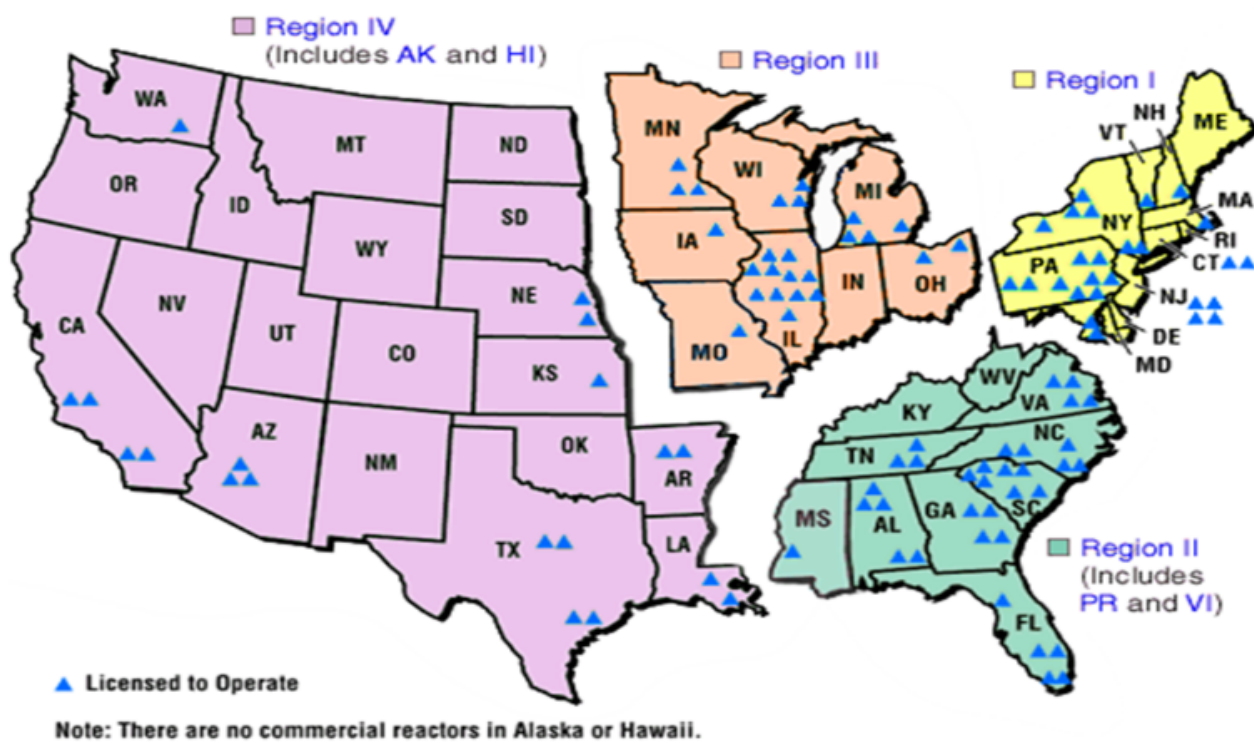 Region IV
(Includes AK and HI)
Region III
Region I
WA
MT
ND
OR
ID
SD
WY
NE
NV
UT
CA
CO
KS
AZ
NM
OK
AR
TX
LA
MN
WI
MI
IA
IL
IN
OH
MO
NH
ME
VT
MA
NY
RI
CT
PA
NJ
DE
MD
WV
KY
VA
TN
NC
MS
AL
GA
SC
FL
Region II
(Includes
PR and VI)
Licensed to Operate
Note: There are no commercial reactors in Alaska or Hawaii.